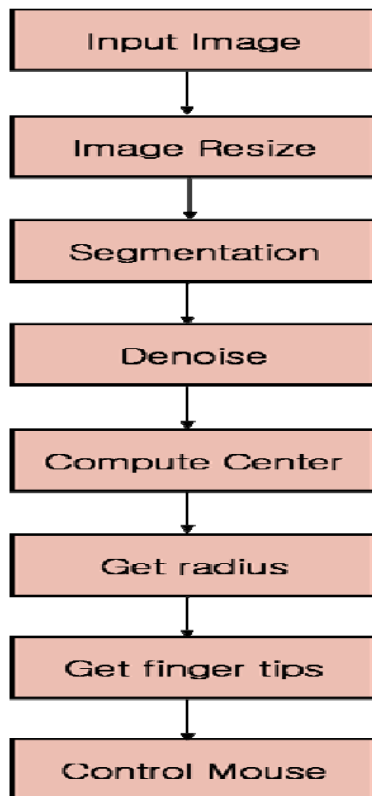 Input Image
Image Resize
Segmentation
Denoise
Compute Center
Get radius
Get finger tips
Control Mouse